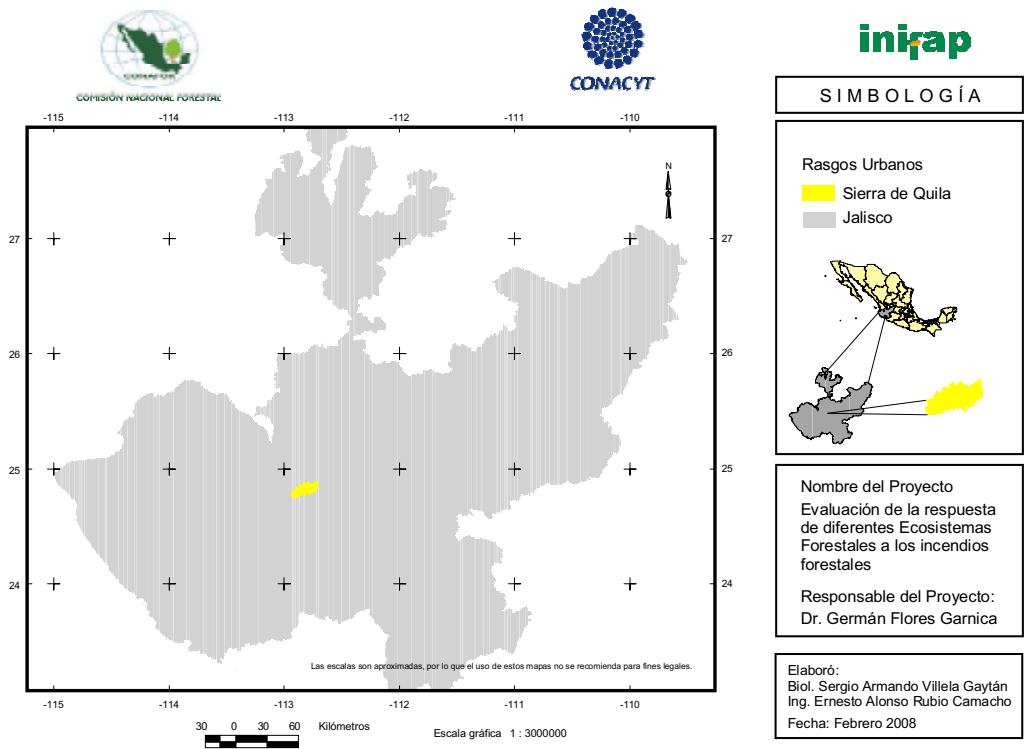 CONAFOR
COMISIÓN NACIONAL FORESTAL
CONACYT
inifap
SIMBOLOGÍA
-115 -114 -113 -112 -111 -110
N
Rasgos Urbanos
Sierra de Quila
Jalisco
27 27
26 26
25 25
24 24
Las escalas son aproximadas, por lo que el uso de estos mapas no se recomienda para fines legales.
-115 -114 -113 -112 -111 -110
30 0 30 60 Kilómetros
Escala gráfica 1 : 3000000
Nombre del Proyecto
Evaluación de la respuesta
de diferentes Ecosistemas
Forestales a los incendios
forestales
Responsable del Proyecto:
Dr. Germán Flores Garnica
Elaboró:
Biol. Sergio Armando Villela Gaytán
Ing. Ernesto Alonso Rubio Camacho
Fecha: Febrero 2008